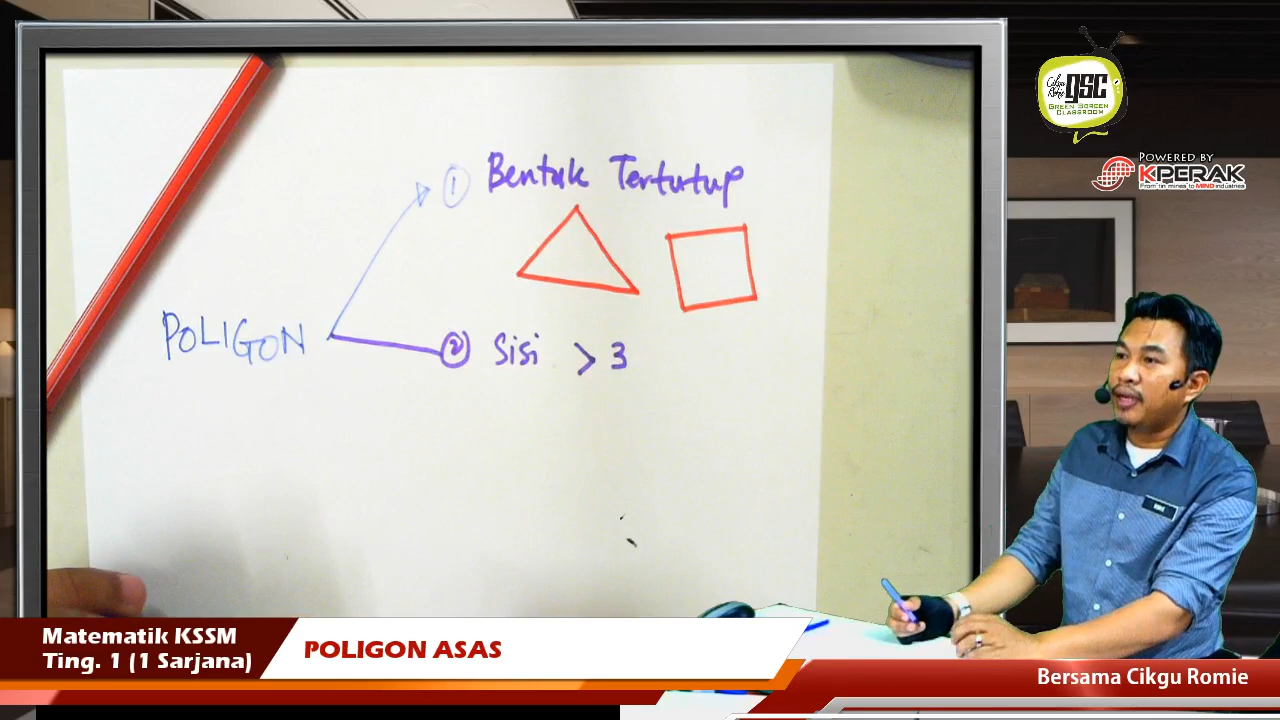 ① Bentuk Tertutup
POLIGON
② Sisi > 3
Cikgu Romie GSC
GREEN SCREEN
CLASSROOM
POWERED BY
KPERAK
From tin mines to MIND industries
Matematik KSSM
Ting. 1 (1 Sarjana)
POLIGON ASAS
Bersama Cikgu Romie